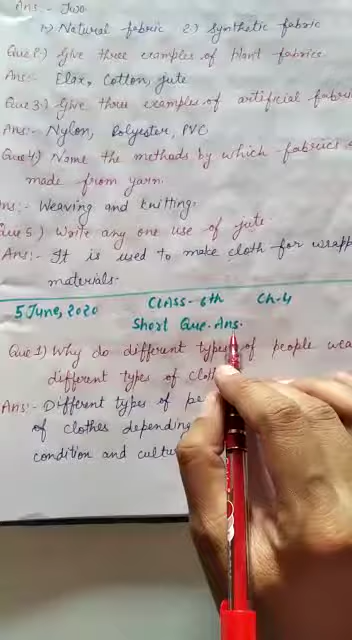 Ans:- Two
1) Natural fabric 2) Synthetic fabric
Que 2) Give three examples of Plant fabrics
Ans:- Flax, Cotton, jute
Que 3) Give three examples of artificial
Ans:- Nylon, Polyester, PVC
Que 4) Name the methods by which fabrics
made from yarn.
Ans:- Weaving and knitting.
Que 5) Write any one use of jute.
Ans:- It is used to make cloth for
materials.
5 June, 2020 CLASS-6th Ch-4
Short Que. Ans.
Que 1) Why do different types of people
different types of
Ans:- Different types of
of clothes depending
condition and